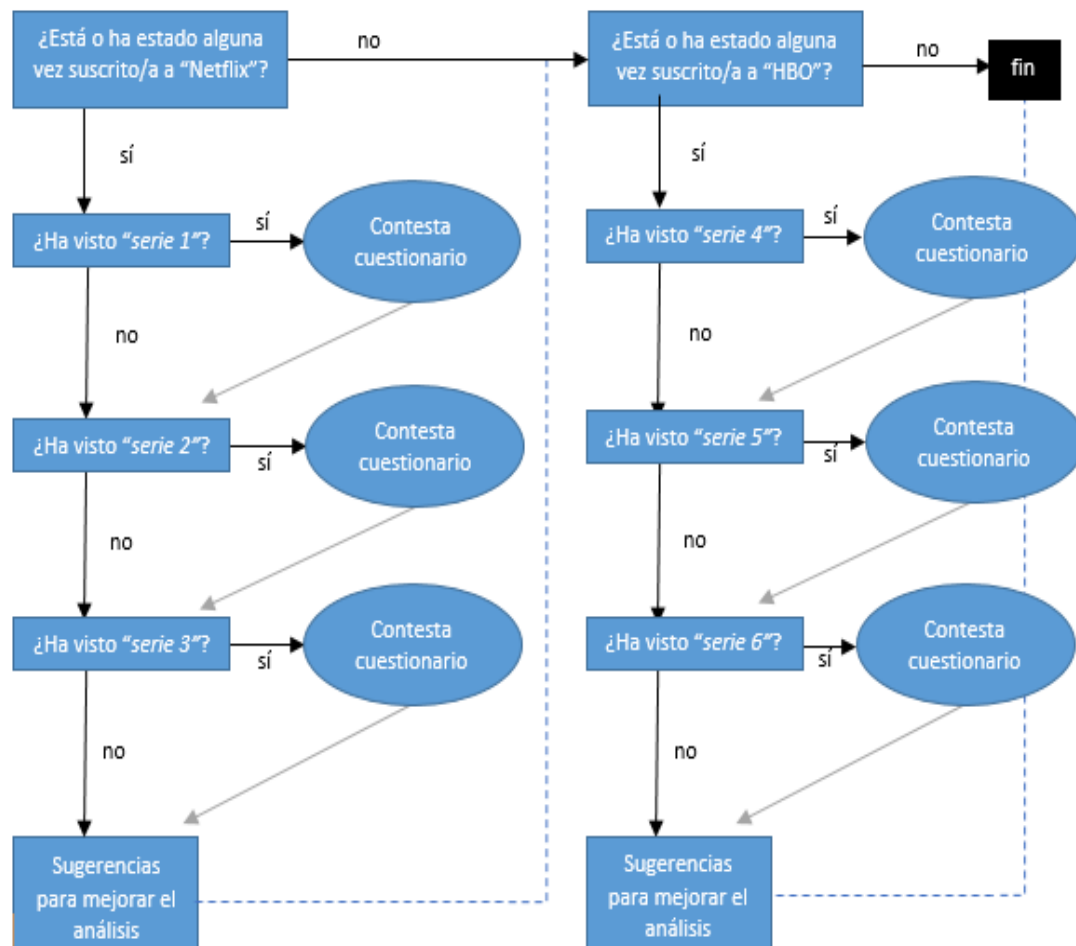 ¿Está o ha estado alguna
vez suscrito/a a “Netflix”?
no
sí
¿Ha visto “serie 1”?
sí
Contesta
cuestionario
no
¿Ha visto “serie 2”?
sí
Contesta
cuestionario
no
¿Ha visto “serie 3”?
sí
Contesta
cuestionario
no
Sugerencias
para mejorar el
análisis
¿Está o ha estado alguna
vez suscrito/a a “HBO”?
no
fin
sí
¿Ha visto “serie 4”?
sí
Contesta
cuestionario
no
¿Ha visto “serie 5”?
sí
Contesta
cuestionario
no
¿Ha visto “serie 6”?
sí
Contesta
cuestionario
no
Sugerencias
para mejorar el
análisis